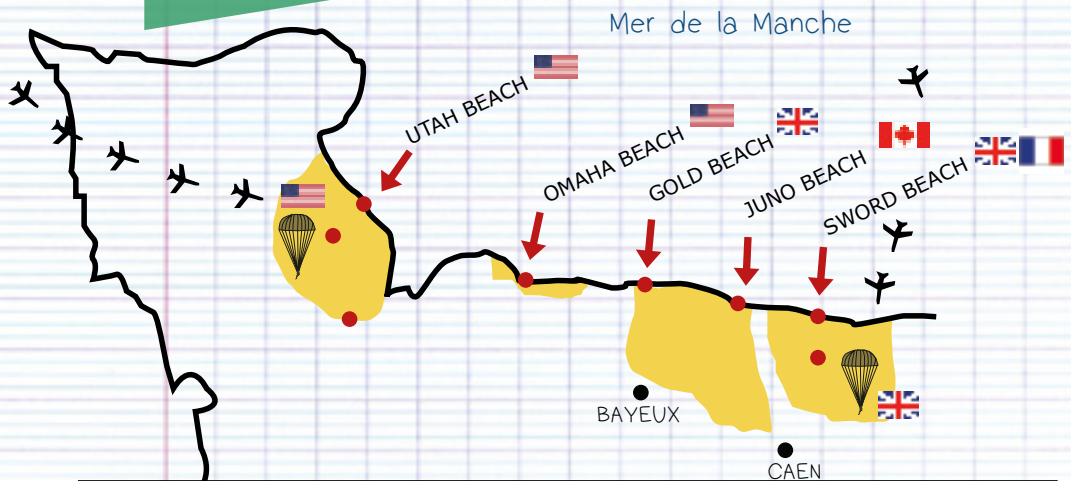 Mer de la Manche
UTAH BEACH
OMAHA BEACH
GOLD BEACH
JUNO BEACH
SWORD BEACH
BAYEUX
CAEN